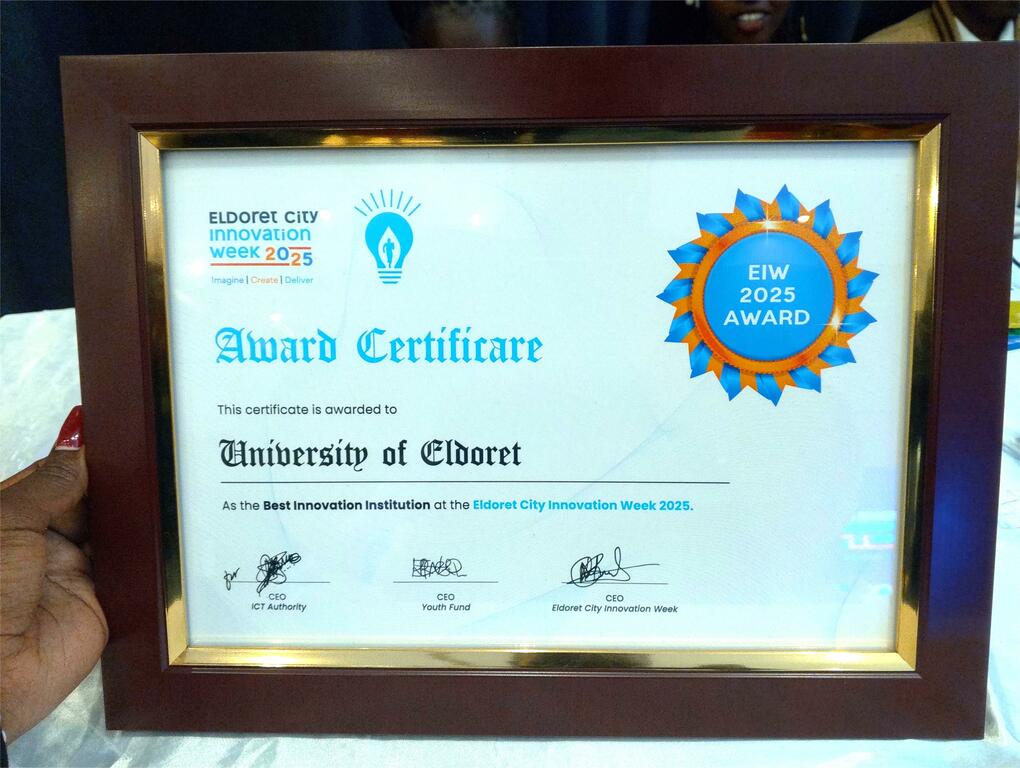 ELDORET CITY
INNOVATION
WEEK 2025
Imagine | Create | Deliver
EIW
2025
AWARD
Award Certificare
This certificate is awarded to
University of Eldoret
As the Best Innovation Institution at the Eldoret City Innovation Week 2025.
for
CEO
ICT Authority
CEO
Youth Fund
CEO
Eldoret City Innovation Week